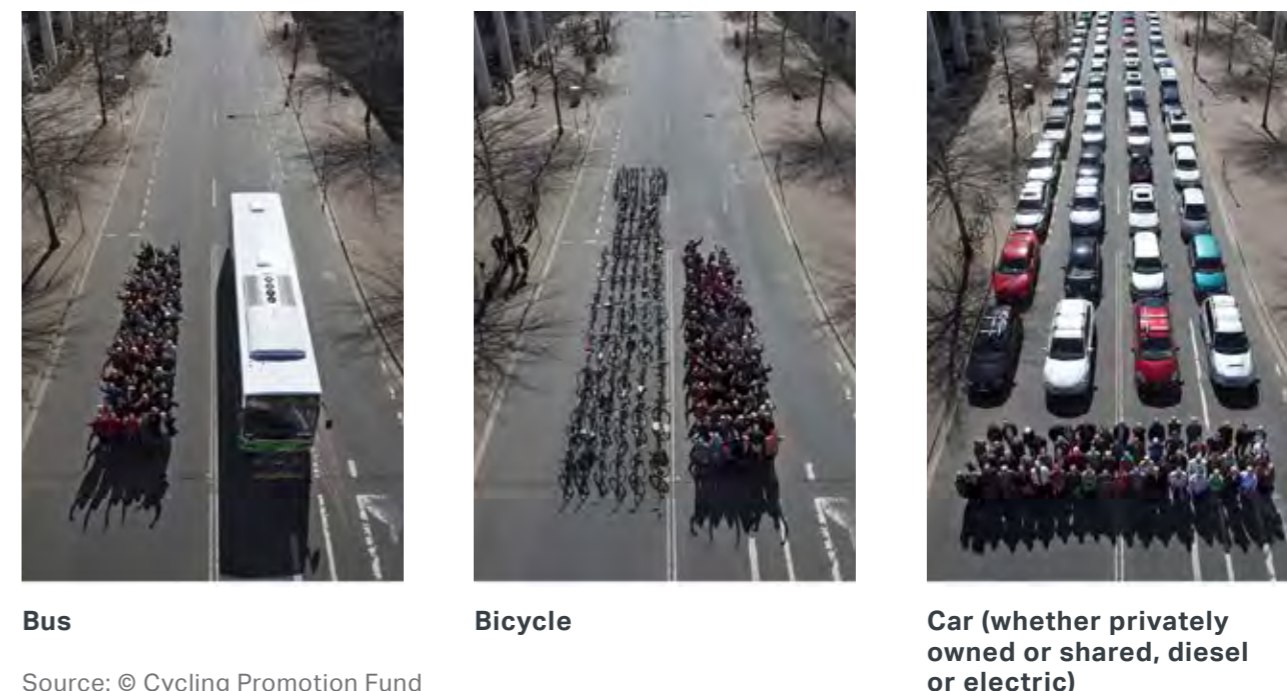 Bus
Bicycle
Car (whether privately
owned or shared, diesel
or electric)
Source: © Cycling Promotion Fund